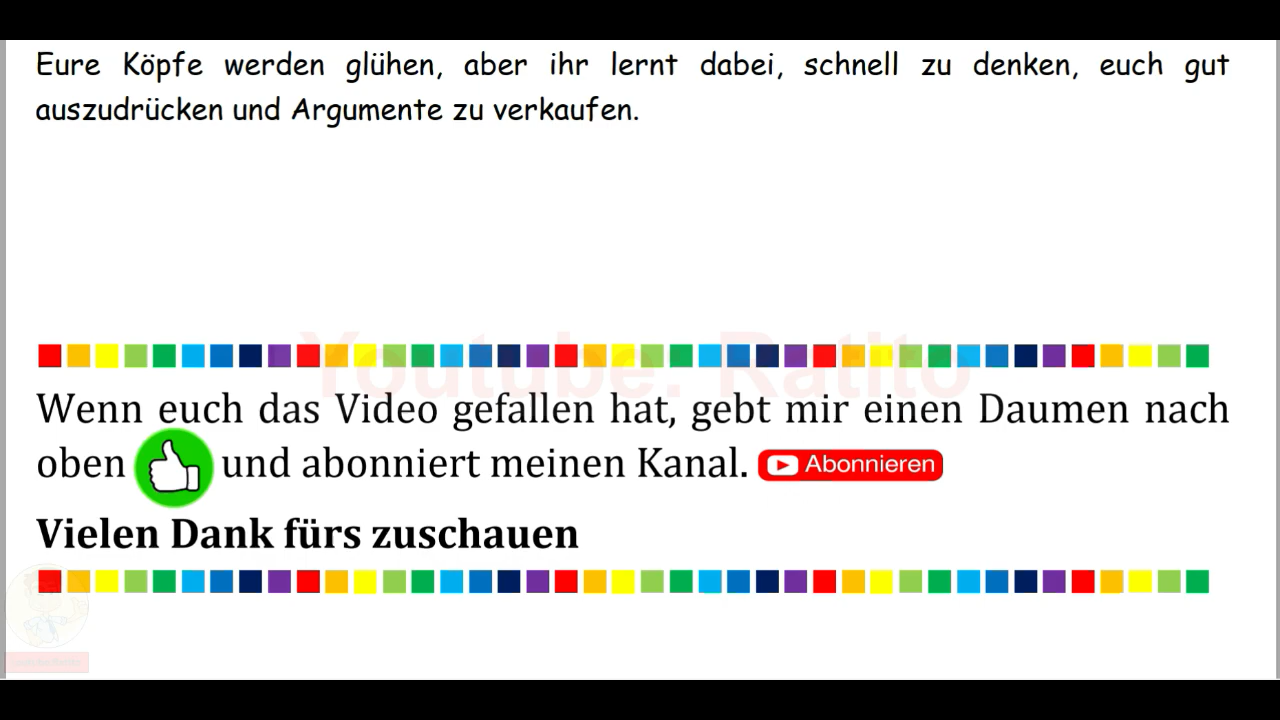 Eure Köpfe werden glühen, aber ihr lernt dabei, schnell zu denken, euch gut
auszudrücken und Argumente zu verkaufen.
Youtube: Ratito
Wenn euch das Video gefallen hat, gebt mir einen Daumen nach
oben und abonniert meinen Kanal. Abonnieren
Vielen Dank fürs zuschauen